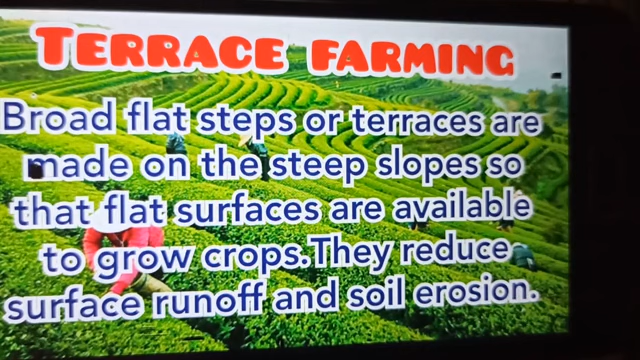 TERRACE FARMING
Broad flat steps or terraces are
made on the steep slopes so
that flat surfaces are available
to grow crops.They reduce
surface runoff and soil erosion.